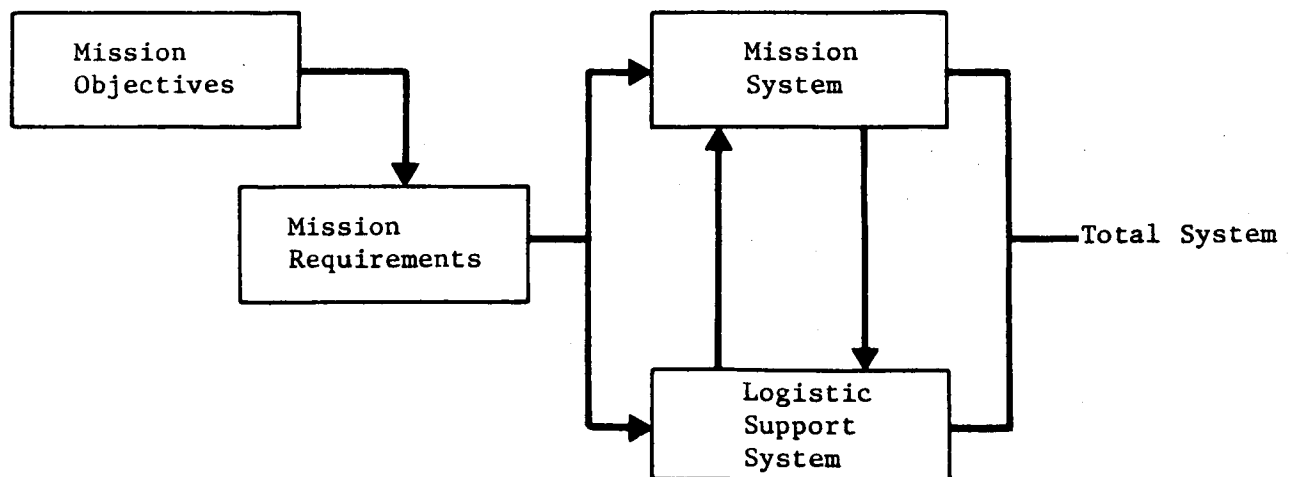 Mission
Objectives
Mission
Requirements
Mission
System
Logistic
Support
System
Total System